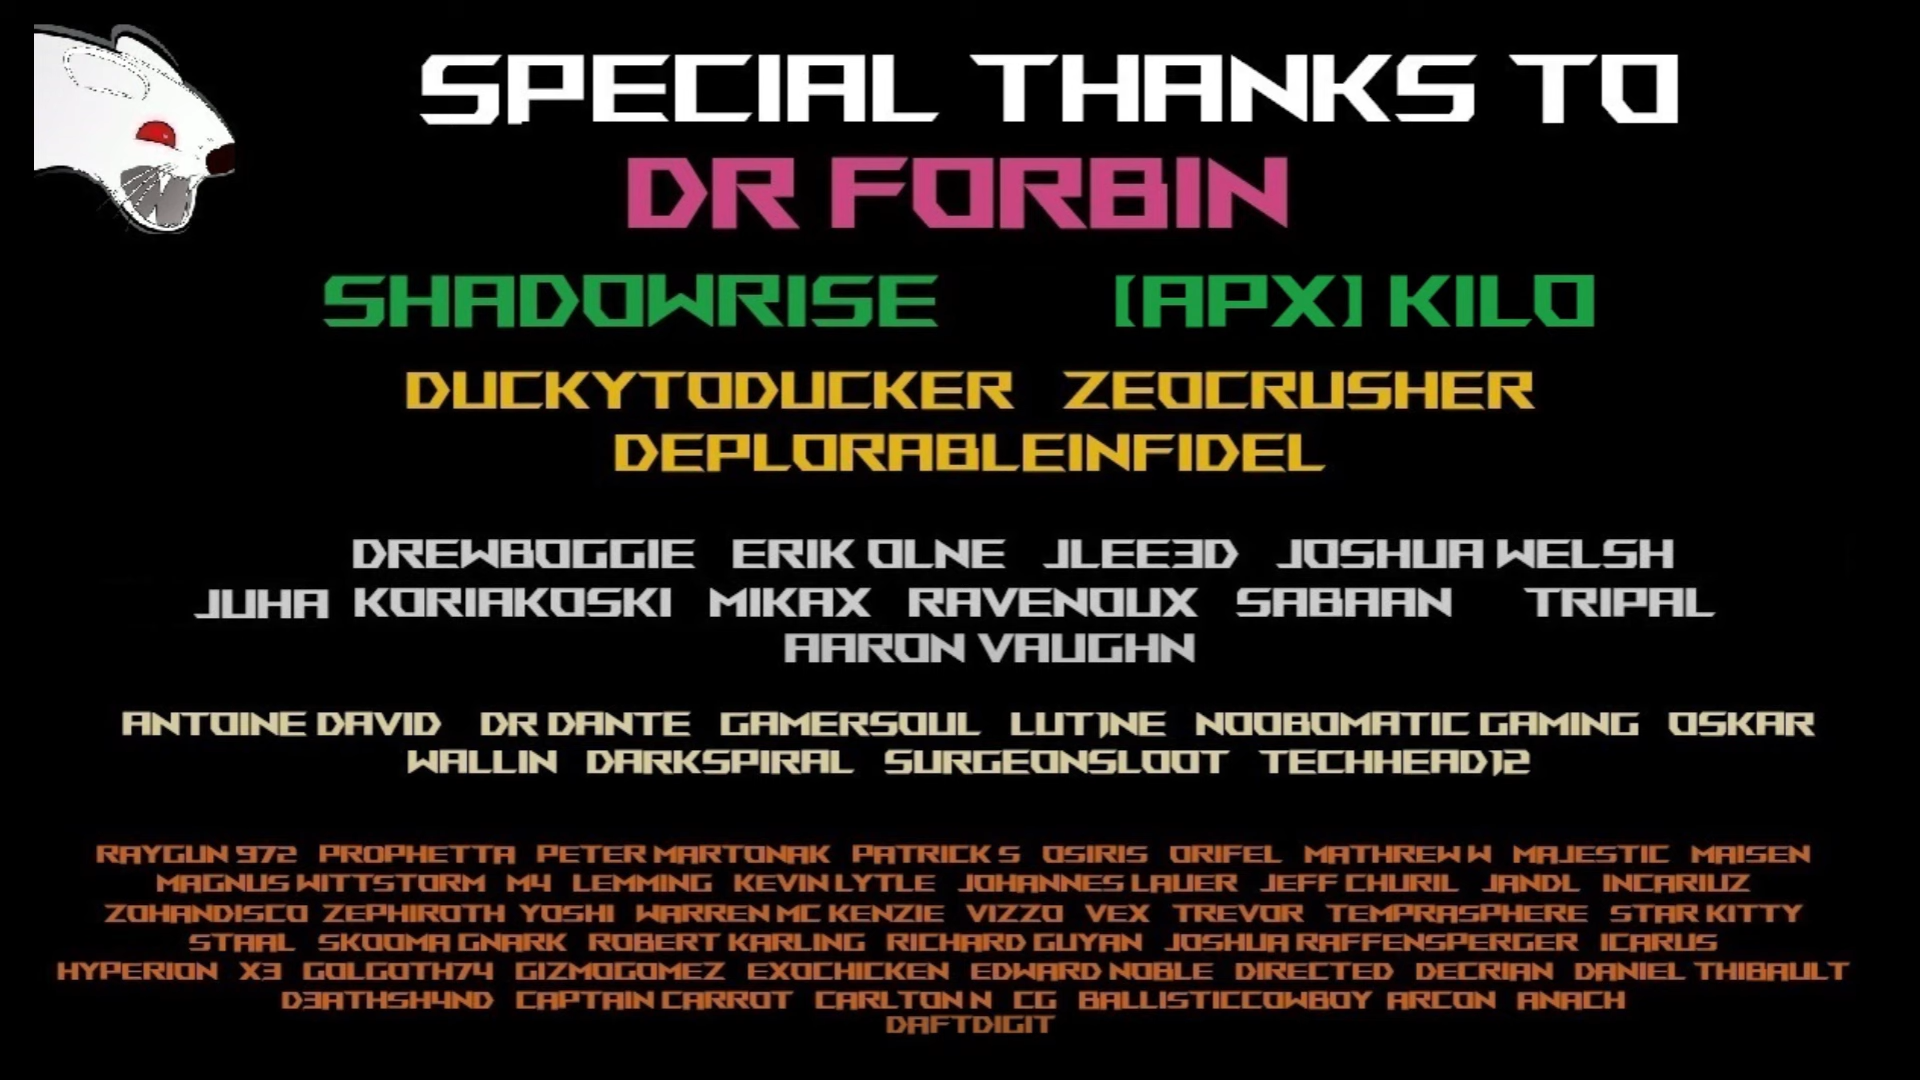 SPECIAL THANKS TO
DR FORBIN
SHADOWRISE [APX] KILO
DUCKYTODUCKER ZEOCRUSHER
DEPLORABLEINFIDEL
DREWBOGGIE ERIK OLNE JLEE3D JOSHUA WELSH
JUHA KORIAKOSKI MIKAX RAVENOUX SABAAN TRIPAL
AARON VAUGHN
ANTOINE DAVID DR DANTE GAMERSOUL LUT1NE NOOBOMATIC GAMING OSKAR
WALLIN DARKSPIRAL SURGEONSLOOT TECHHEAD12
RAYGUN 972 PROPHETTA PETER MARTONAK PATRICK S OSIRIS ORIFEL MATHREW W MAJESTIC MAISEN
MAGNUS WITTSTORM M4 LEMMING KEVIN LYTLE JOHANNES LAUER JEFF CHURIL JANDL INCARIUZ
ZOHANDISCO ZEPHIROTH YOSHI WARREN MC KENZIE VIZZO VEX TREVOR TEMPRASPHERE STAR KITTY
STAAL SKOOMA GNARK ROBERT KARLING RICHARD GUYAN JOSHUA RAFFENSPERGER ICARUS
HYPERION X3 GOLGOTH74 GIZMOGOMEZ EXOCHICKEN EDWARD NOBLE DIRECTED DECRIAN DANIEL THIBAULT
D3ATHSH4ND CAPTAIN CARROT CARLTON N CG BALLISTICCOWBOY ARCON ANACH
DAFTDIGIT